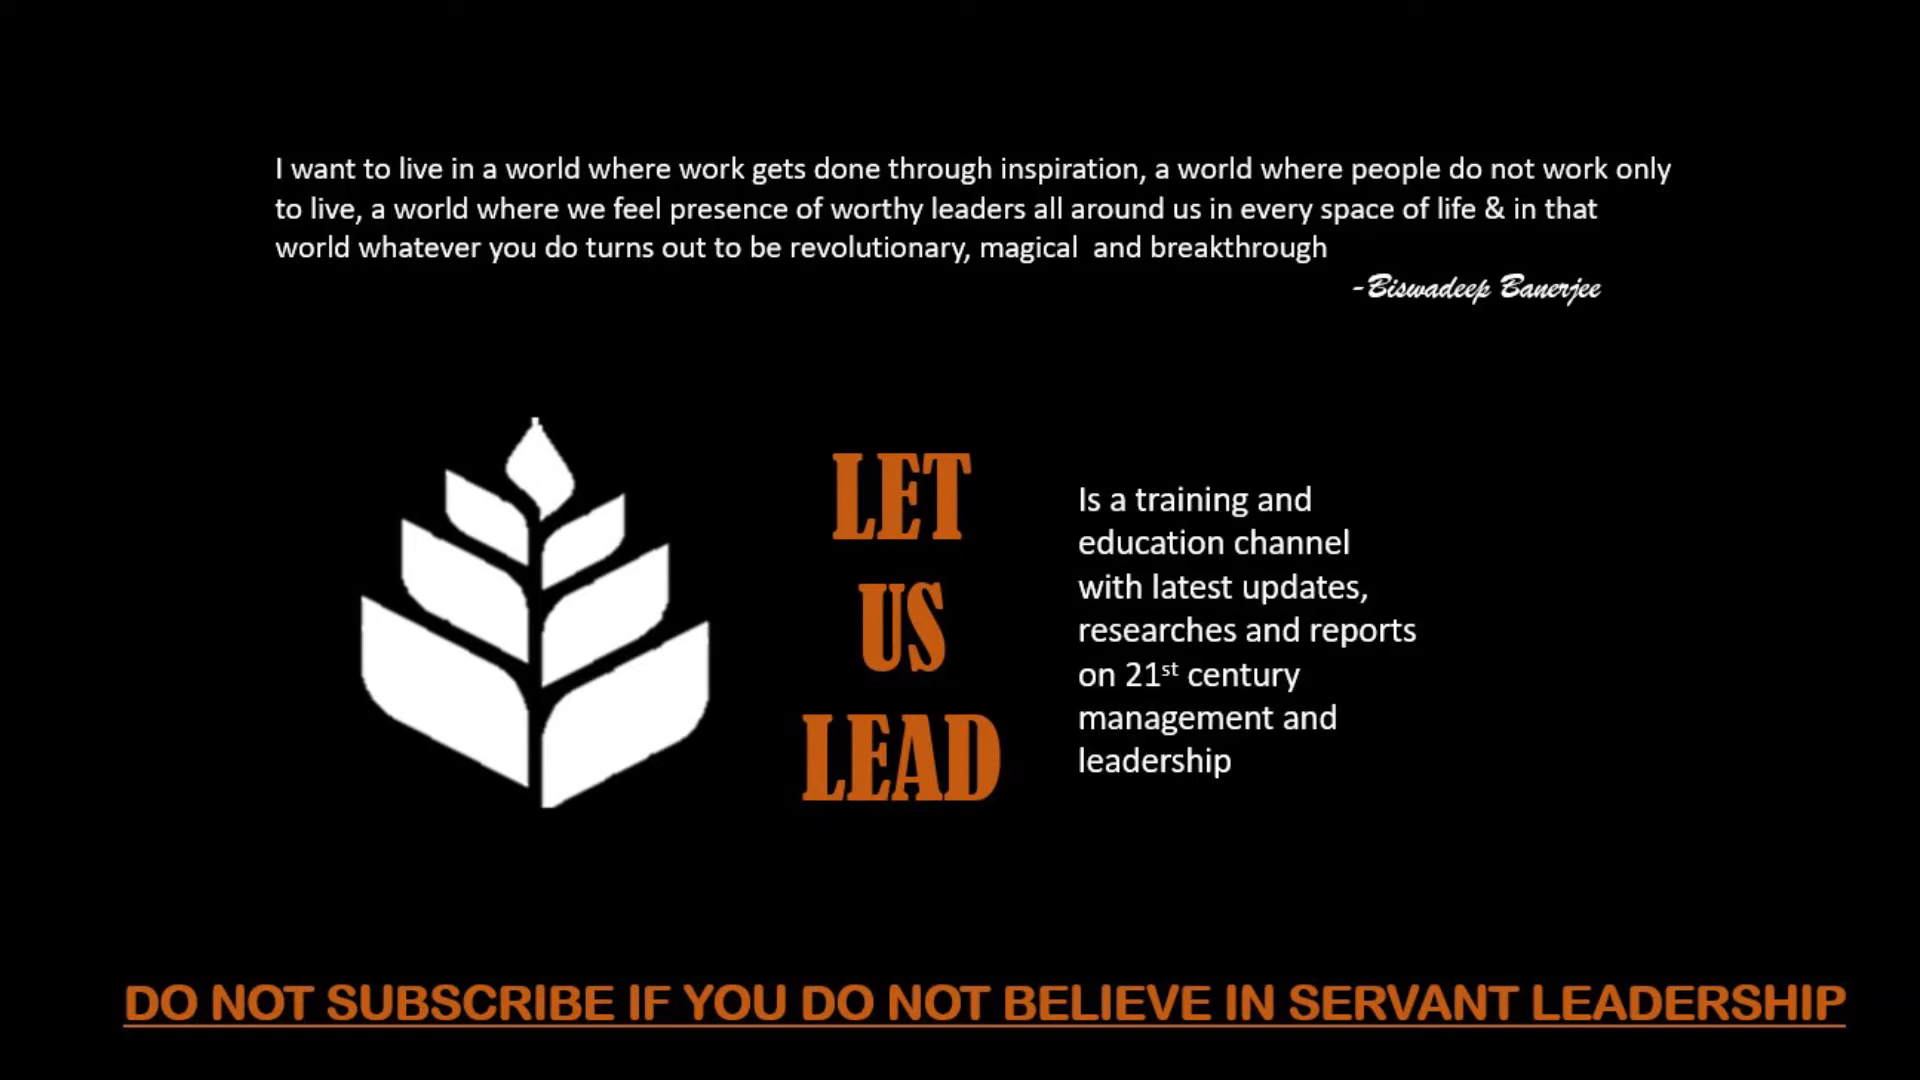 I want to live in a world where work gets done through inspiration, a world where people do not work only
to live, a world where we feel presence of worthy leaders all around us in every space of life & in that
world whatever you do turns out to be revolutionary, magical  and breakthrough
-Biswadeep Banerjee
LET
US
LEAD
Is a training and
education channel
with latest updates,
researches and reports
on 21st century
management and
leadership
DO NOT SUBSCRIBE IF YOU DO NOT BELIEVE IN SERVANT LEADERSHIP